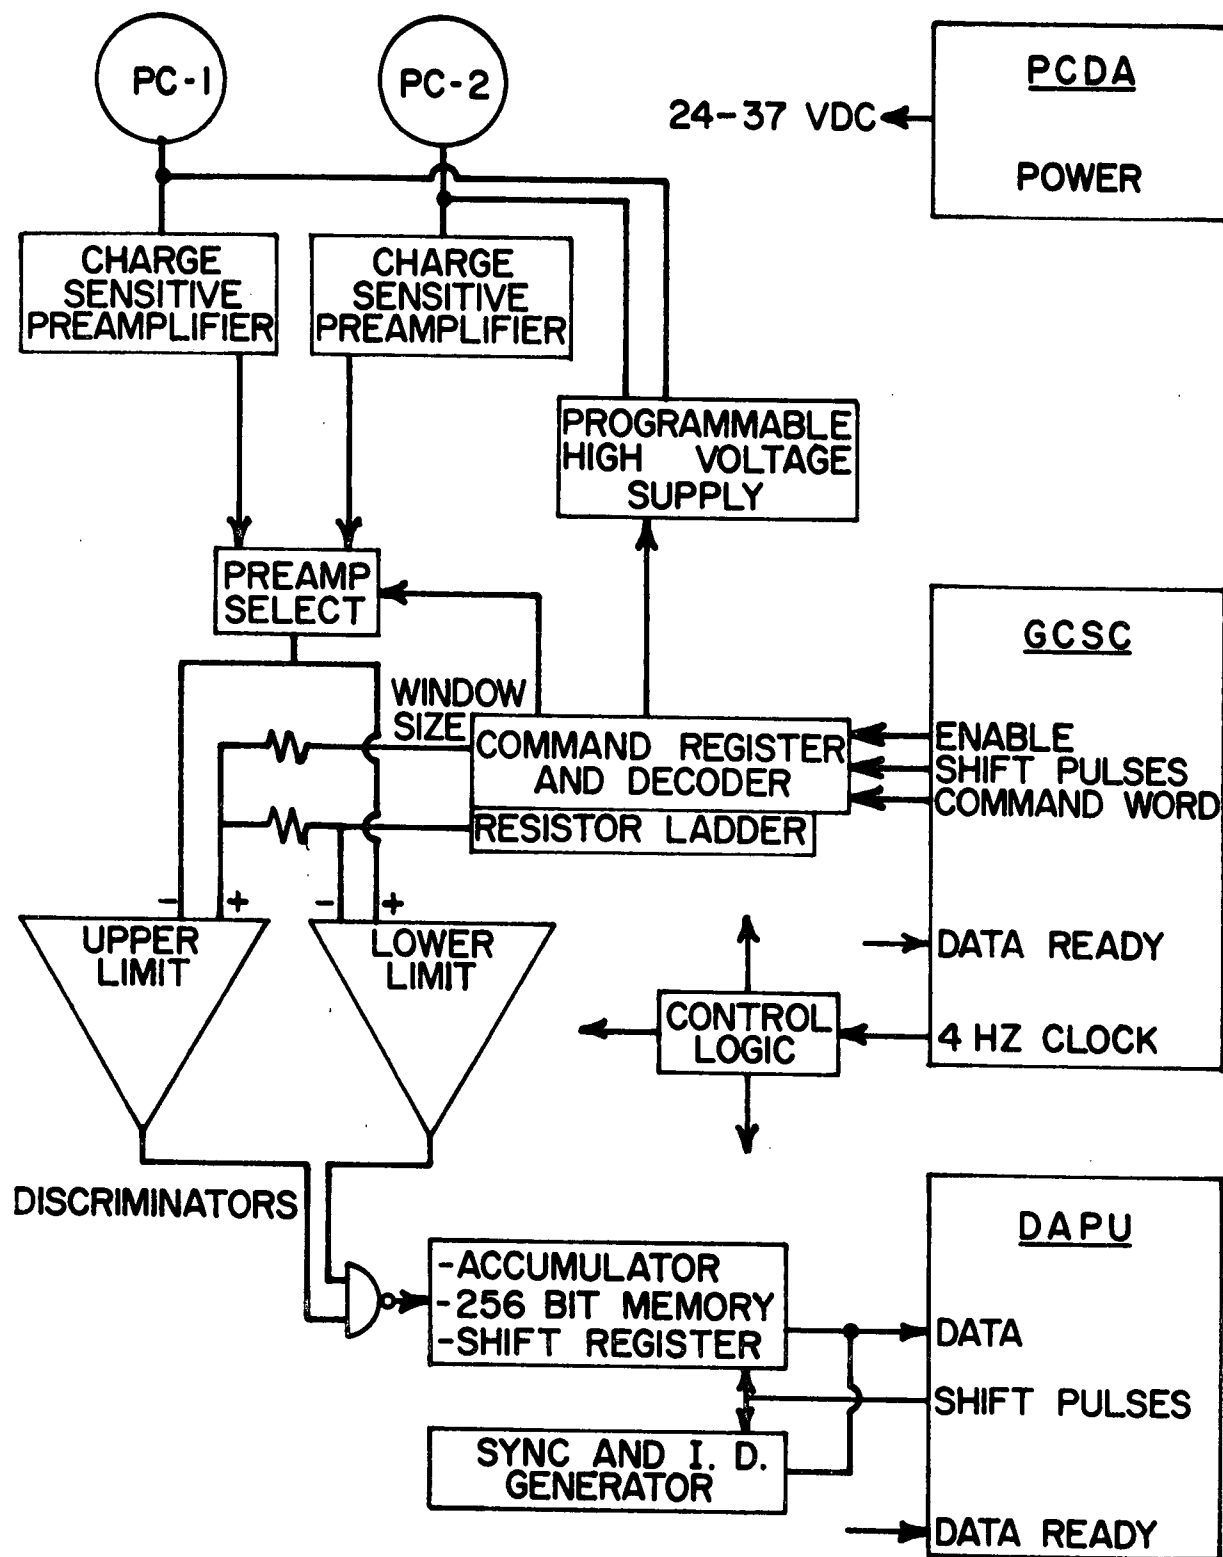 PC-1
PC-2
PCDA
24-37 VDC
POWER
CHARGE
SENSITIVE
PREAMPLIFIER
CHARGE
SENSITIVE
PREAMPLIFIER
PROGRAMMABLE
HIGH VOLTAGE
SUPPLY
PREAMP
SELECT
GCSC
WINDOW
SIZE
COMMAND REGISTER
AND DECODER
RESISTOR LADDER
ENABLE
SHIFT PULSES
COMMAND WORD
- +
- +
UPPER
LIMIT
LOWER
LIMIT
DATA READY
CONTROL
LOGIC
4 HZ CLOCK
DISCRIMINATORS
DAPU
-ACCUMULATOR
-256 BIT MEMORY
-SHIFT REGISTER
DATA
SHIFT PULSES
SYNC AND I. D.
GENERATOR
DATA READY